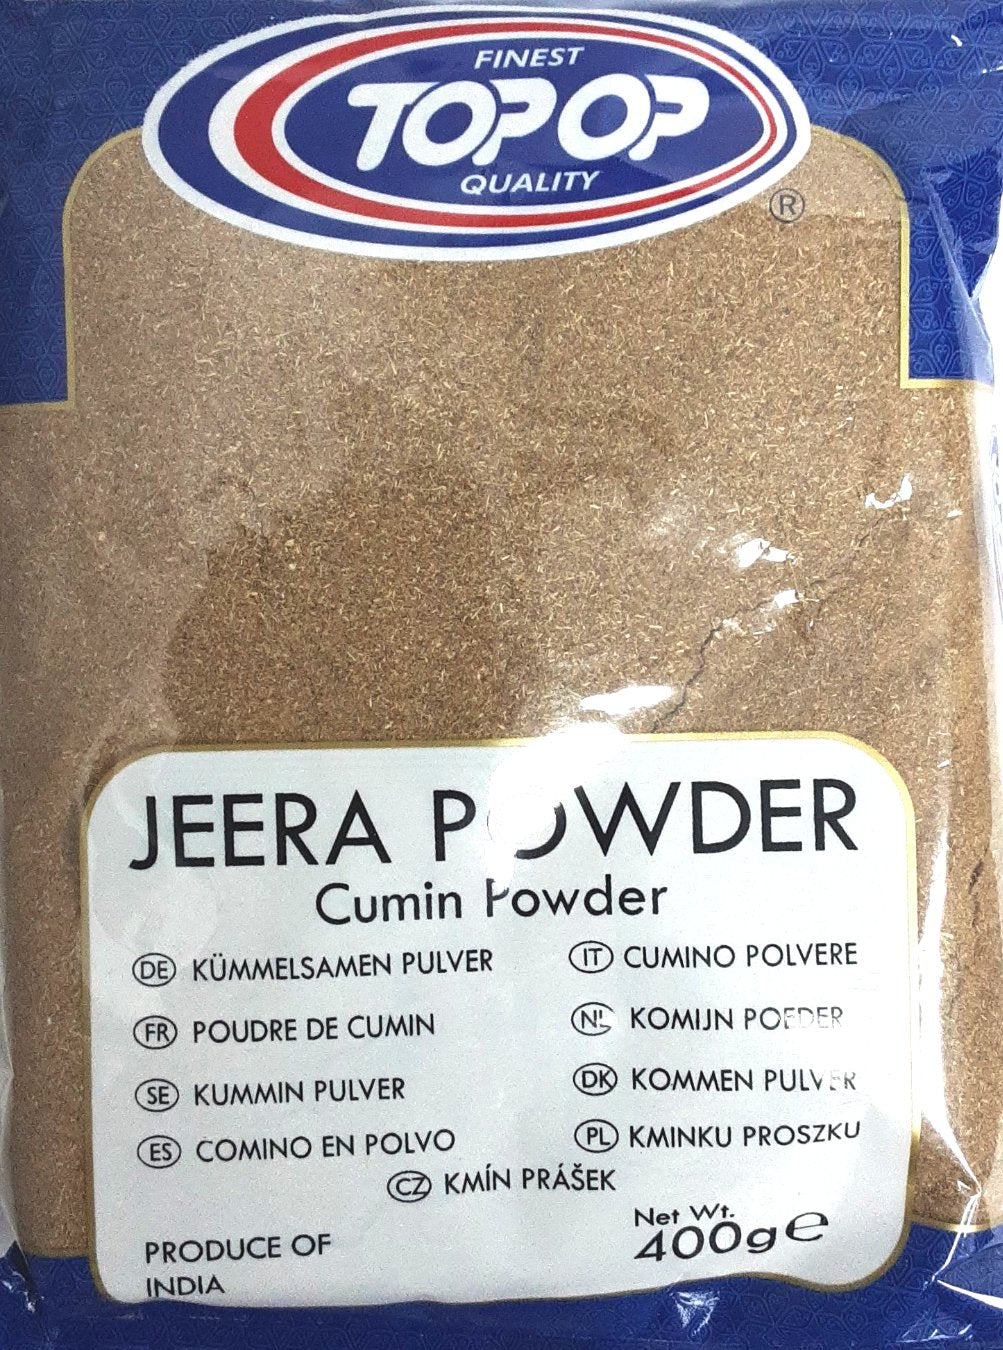 FINEST
TOPOP
QUALITY
®
JEERA POWDER
Cumin Powder
DE KÜMMELSAMEN PULVER
IT CUMINO POLVERE
FR POUDRE DE CUMIN
NL KOMIJN POEDER
SE KUMMIN PULVER
DK KOMMEN PULVER
ES COMINO EN POLVO
PL KMINKU PROSZKU
CZ KMÍN PRÁŠEK
PRODUCE OF
INDIA
Net Wt.
400g e